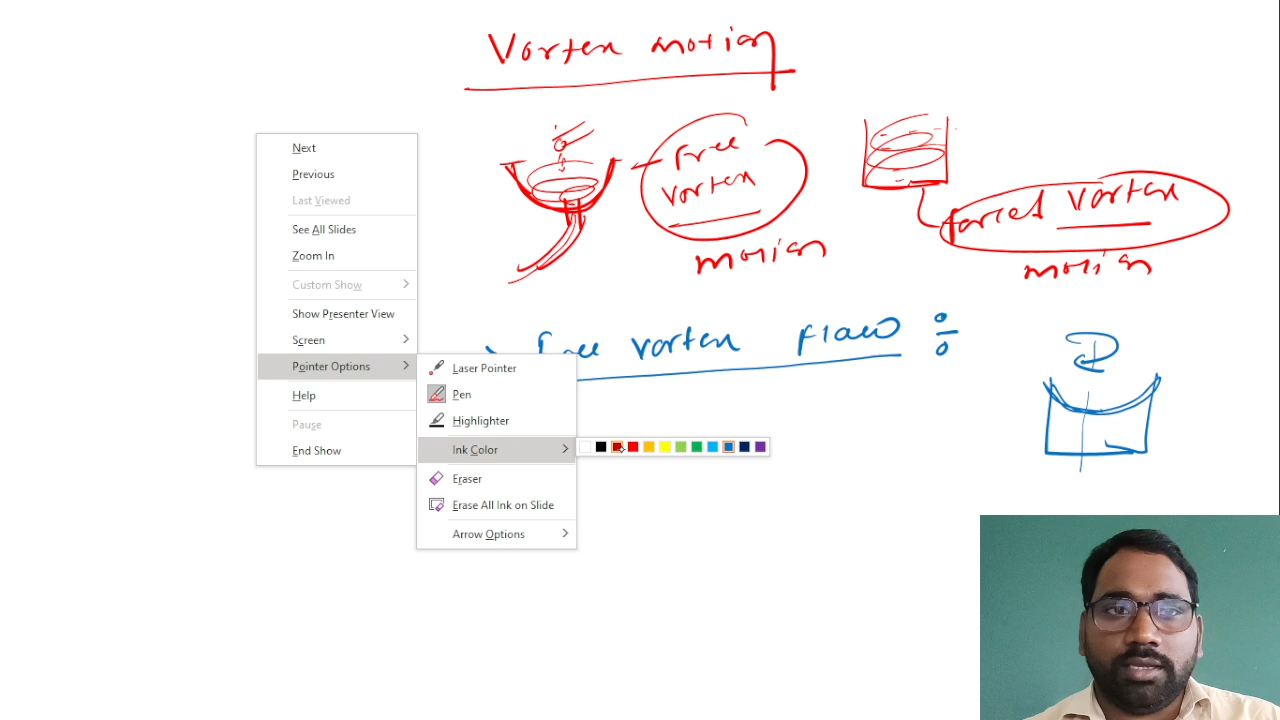 Vorten motion
free
vorten
motion
forced vorten
motion
Free vorten flow
Next
Previous
Last Viewed
See All Slides
Zoom In
Custom Show
Show Presenter View
Screen
Pointer Options
Help
Pause
End Show
Laser Pointer
Pen
Highlighter
Ink Color
Eraser
Erase All Ink on Slide
Arrow Options